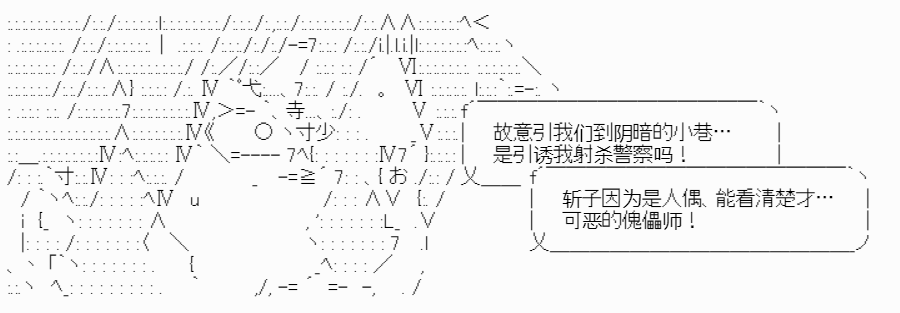 故意引我们到阴暗的小巷…
是引诱我射杀警察吗！
斩子因为是人偶、能看清楚才…
可恶的傀儡师！